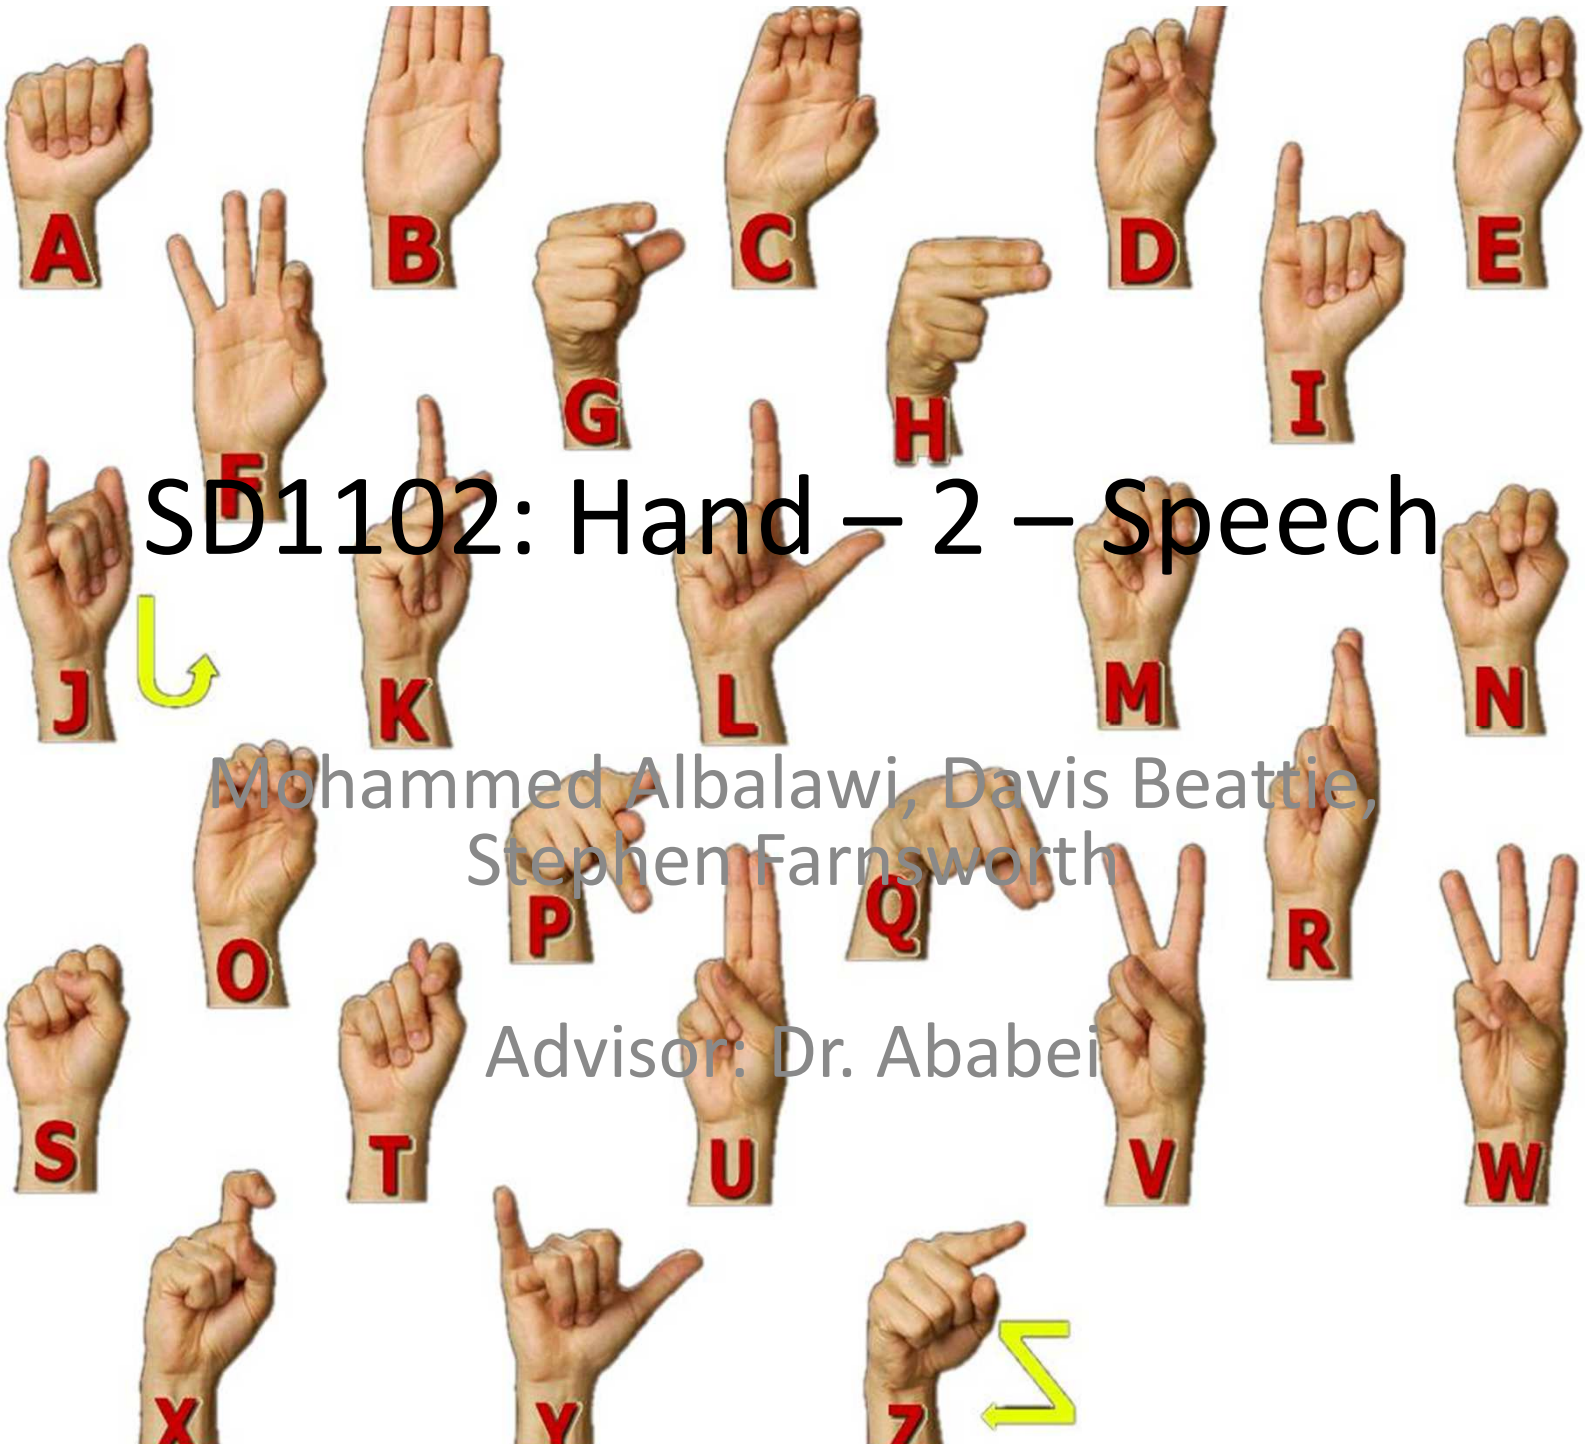 A B C D E
F G H I
SD1102: Hand – 2 – Speech
J K L M N
Mohammed Albalawi, Davis Beattie,
Stephen Farnsworth
O P Q R
Advisor: Dr. Ababei
S T U V W
X Y Z